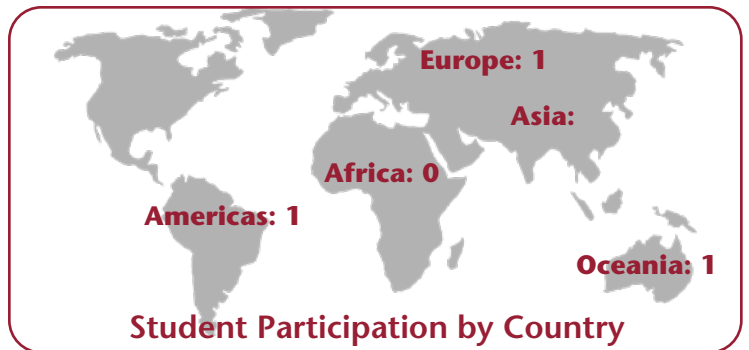 Europe: 1
Asia:
Africa: 0
Americas: 1
Oceania: 1
Student Participation by Country